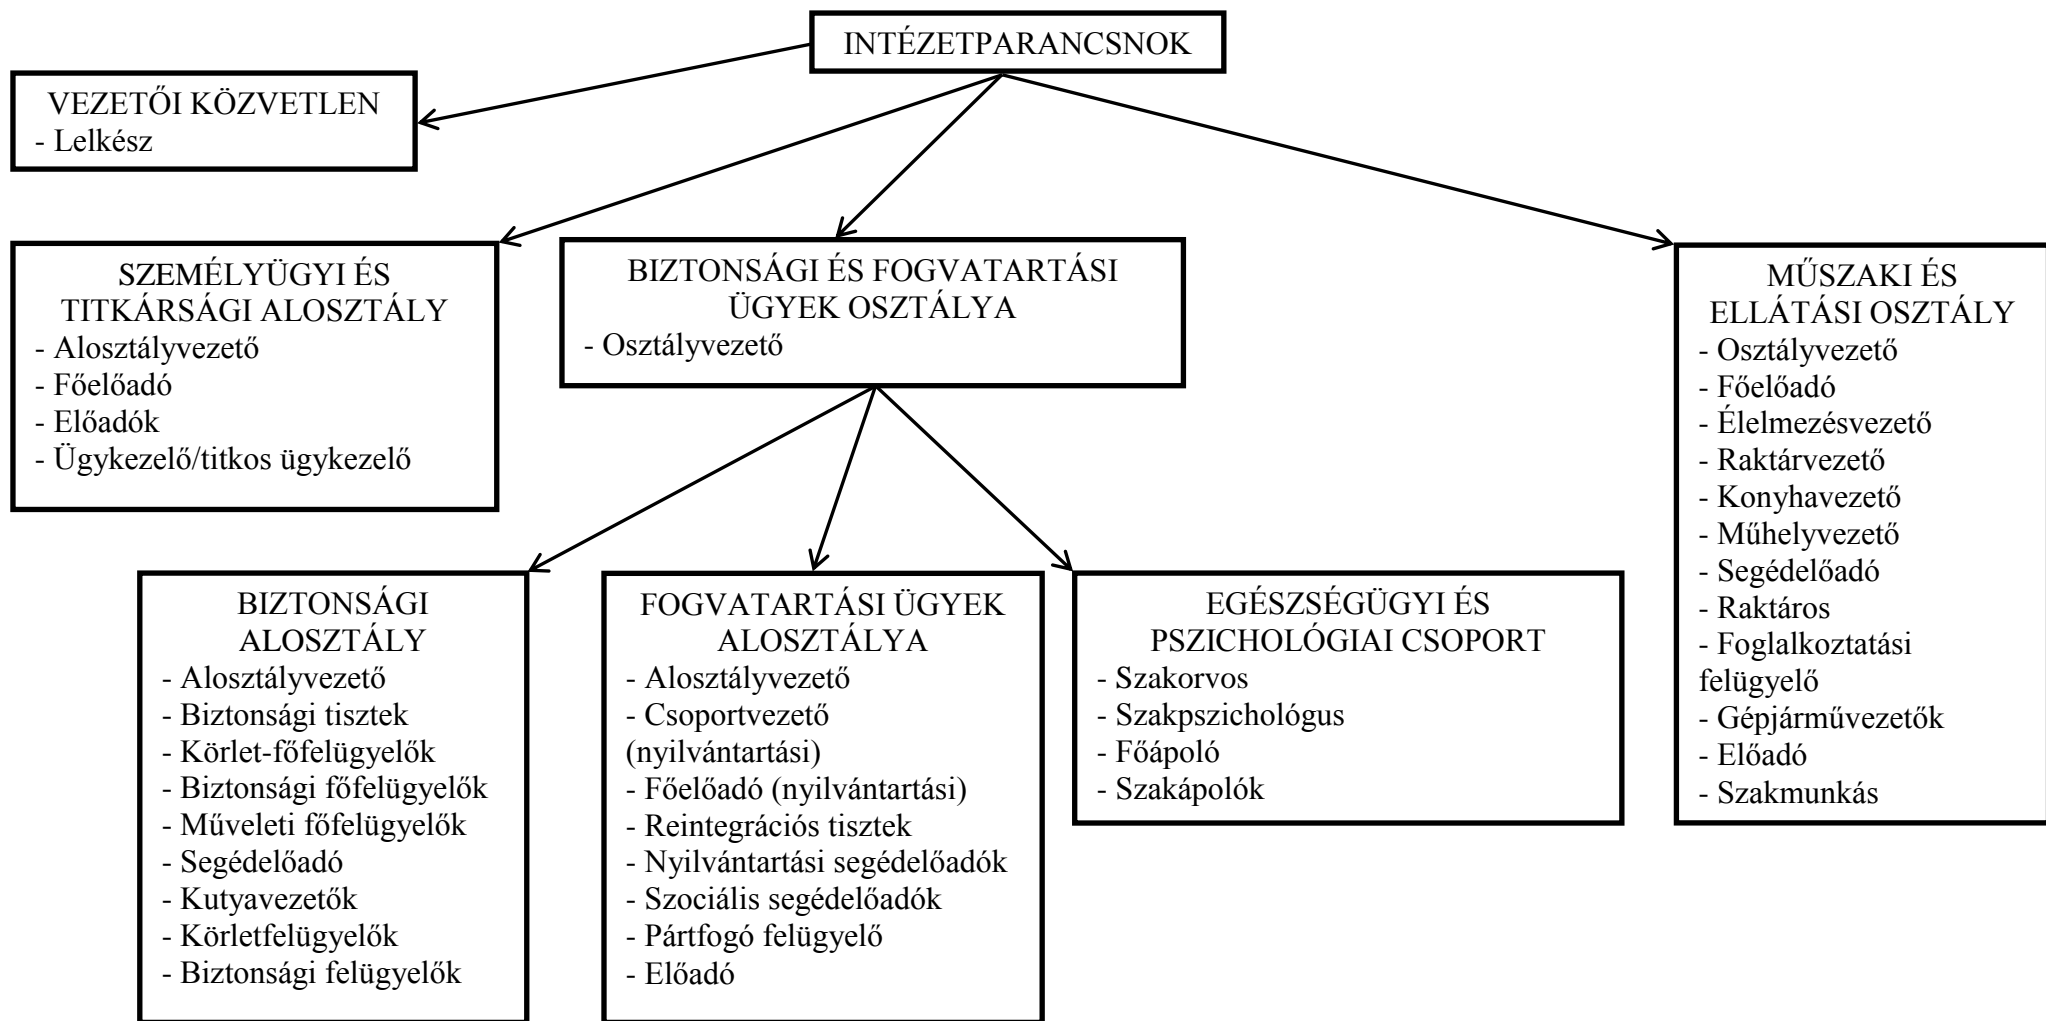 INTÉZETPARANCSNOK
VEZETŐI KÖZVETLEN
- Lelkész
SZEMÉLYÜGYI ÉS
TITKÁRSÁGI ALOSZTÁLY
- Alosztályvezető
- Főelőadó
- Előadók
- Ügykezelő/titkos ügykezelő
BIZTONSÁGI ÉS FOGVATARTÁSI
ÜGYEK OSZTÁLYA
- Osztályvezető
MŰSZAKI ÉS
ELLÁTÁSI OSZTÁLY
- Osztályvezető
- Főelőadó
- Élelmezésvezető
- Raktárvezető
- Konyhavezető
- Műhelyvezető
- Segédelőadó
- Raktáros
- Foglalkoztatási
felügyelő
- Gépjárművezetők
- Előadó
- Szakmunkás
BIZTONSÁGI
ALOSZTÁLY
- Alosztályvezető
- Biztonsági tisztek
- Körlet-főfelügyelők
- Biztonsági főfelügyelők
- Műveleti főfelügyelők
- Segédelőadó
- Kutyavezetők
- Körletfelügyelők
- Biztonsági felügyelők
FOGVATARTÁSI ÜGYEK
ALOSZTÁLYA
- Alosztályvezető
- Csoportvezető
(nyilvántartási)
- Főelőadó (nyilvántartási)
- Reintegrációs tisztek
- Nyilvántartási segédelőadók
- Szociális segédelőadók
- Pártfogó felügyelő
- Előadó
EGÉSZSÉGÜGYI ÉS
PSZICHOLÓGIAI CSOPORT
- Szakorvos
- Szakpszichológus
- Főápoló
- Szakápolók